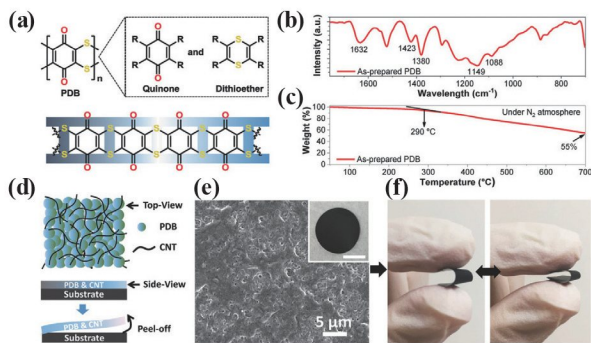 (a)
O
S
S
O
n
PDB
O
R
R
R
R
O
Quinone
and
R
S
R
R
S
R
Dithioether
O O O O
S S S S S S
S S S S S S
O O O O
(b)
Intensity (a.u.)
1632
1423
1380
1149
1088
As-prepared PDB
1600 1400 1200 1000 800
Wavelength (cm⁻¹)
(c)
Weight (%)
100
80
60
40
20
0
Under N₂ atmosphere
290 °C
55%
As-prepared PDB
100 200 300 400 500 600 700
Temperature (°C)
(d)
Top-View
PDB
CNT
PDB & CNT
Side-View
Substrate
PDB & CNT
Peel-off
Substrate
(e)
5 μm
(f)